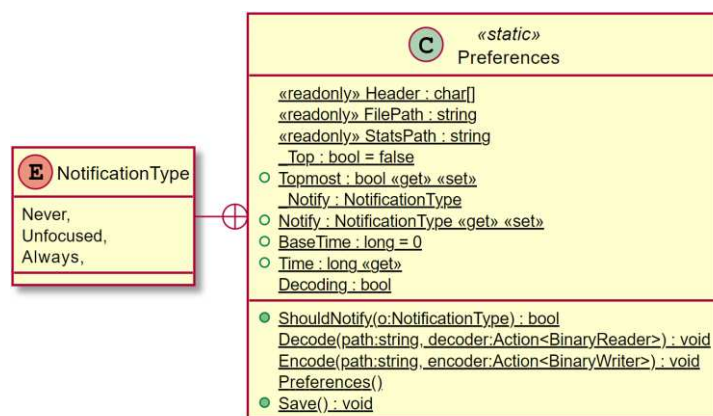 E NotificationType
Never,
Unfocused,
Always,
C «static»
Preferences
«readonly» Header : char[]
«readonly» FilePath : string
«readonly» StatsPath : string
_Top : bool = false
Topmost : bool «get» «set»
_Notify : NotificationType
Notify : NotificationType «get» «set»
BaseTime : long = 0
Time : long «get»
Decoding : bool
ShouldNotify(o:NotificationType) : bool
Decode(path:string, decoder:Action<BinaryReader>) : void
Encode(path:string, encoder:Action<BinaryWriter>) : void
Preferences()
Save() : void